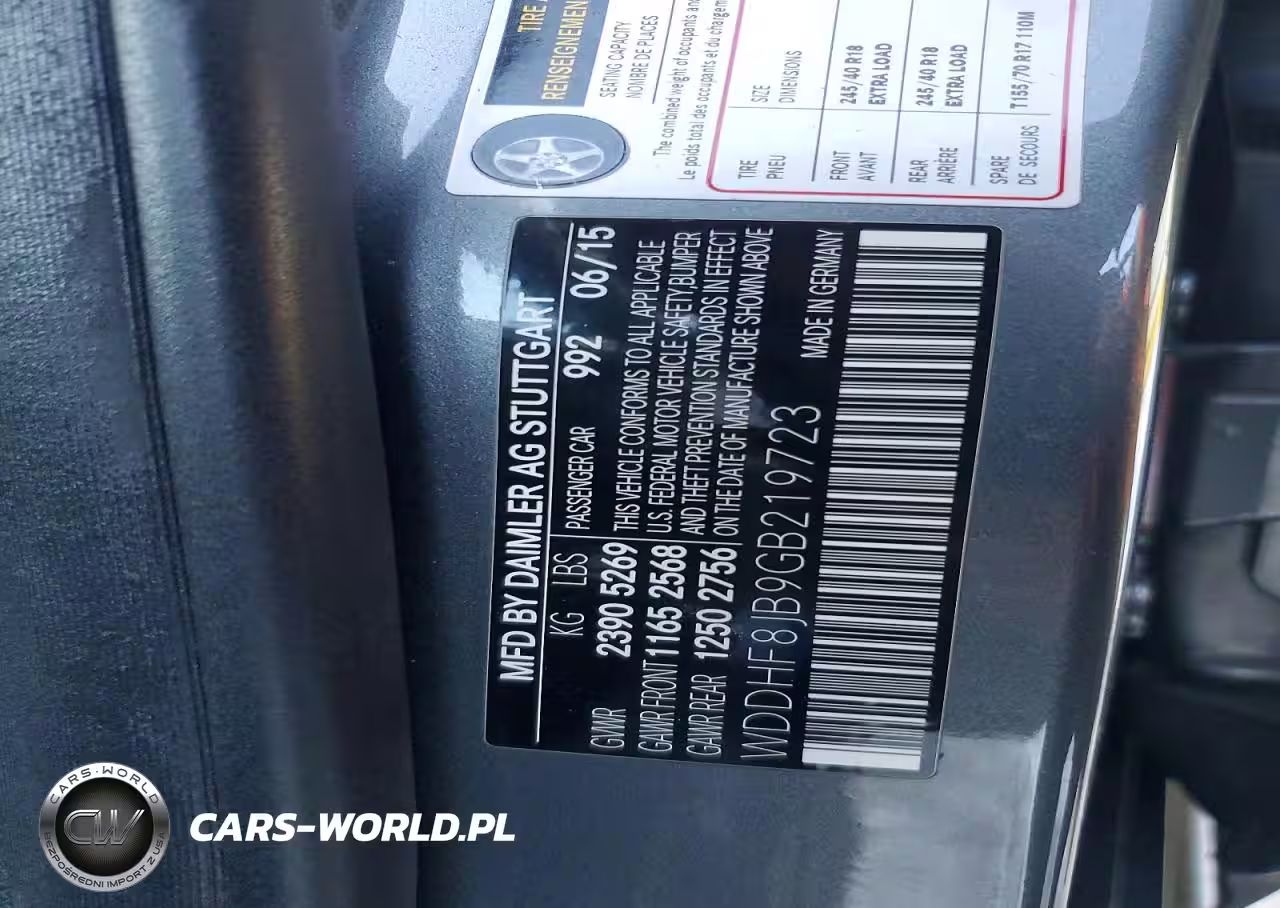 TIRE
RENSEIGNEMEN
SEATING CAPACITY
NOMBRE DE PLACES
The combined weight of occupants and
Le poids total des occupants et du chargem
TIRE SIZE
PNEU DIMENSIONS
FRONT 245/40 R18
AVANT EXTRA LOAD
REAR 245/40 R18
ARRIÈRE EXTRA LOAD
SPARE T155/70 R17 110M
DE SECOURS
MFD BY DAIMLER AG STUTTGART
KG LBS PASSENGER CAR 992 06/15
GVWR 2390 5269 THIS VEHICLE CONFORMS TO ALL APPLICABLE
GAWR FRONT 1165 2568 U.S. FEDERAL MOTOR VEHICLE SAFETY,BUMPER
AND THEFT PREVENTION STANDARDS IN EFFECT
GAWR REAR 1250 2756 ON THE DATE OF MANUFACTURE SHOWN ABOVE
WDDHF8JB9GB219723 MADE IN GERMANY
CARS-WORLD
CW
BEZPOŚREDNI IMPORT Z USA
CARS-WORLD.PL